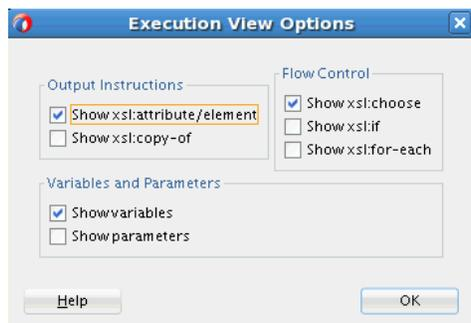 Execution View Options
Output Instructions
Show xsl:attribute/element
Show xsl:copy-of
Flow Control
Show xsl:choose
Show xsl:if
Show xsl:for-each
Variables and Parameters
Show variables
Show parameters
Help
OK